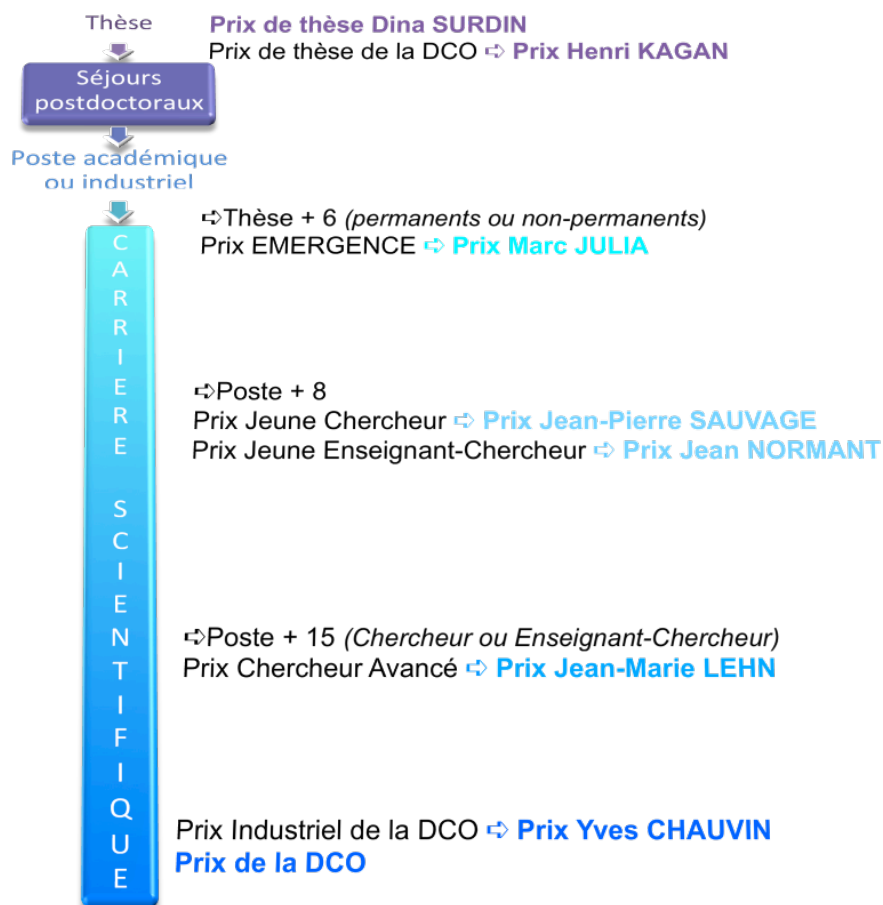 Thèse
Prix de thèse Dina SURDIN
Prix de thèse de la DCO ➪ Prix Henri KAGAN
Séjours
postdoctoraux
Poste académique
ou industriel
➪Thèse + 6 (permanents ou non-permanents)
Prix EMERGENCE ➪ Prix Marc JULIA
➪Poste + 8
Prix Jeune Chercheur ➪ Prix Jean-Pierre SAUVAGE
Prix Jeune Enseignant-Chercheur ➪ Prix Jean NORMANT
➪Poste + 15 (Chercheur ou Enseignant-Chercheur)
Prix Chercheur Avancé ➪ Prix Jean-Marie LEHN
Prix Industriel de la DCO ➪ Prix Yves CHAUVIN
Prix de la DCO
CARRIERE SCIENTIFIQUE